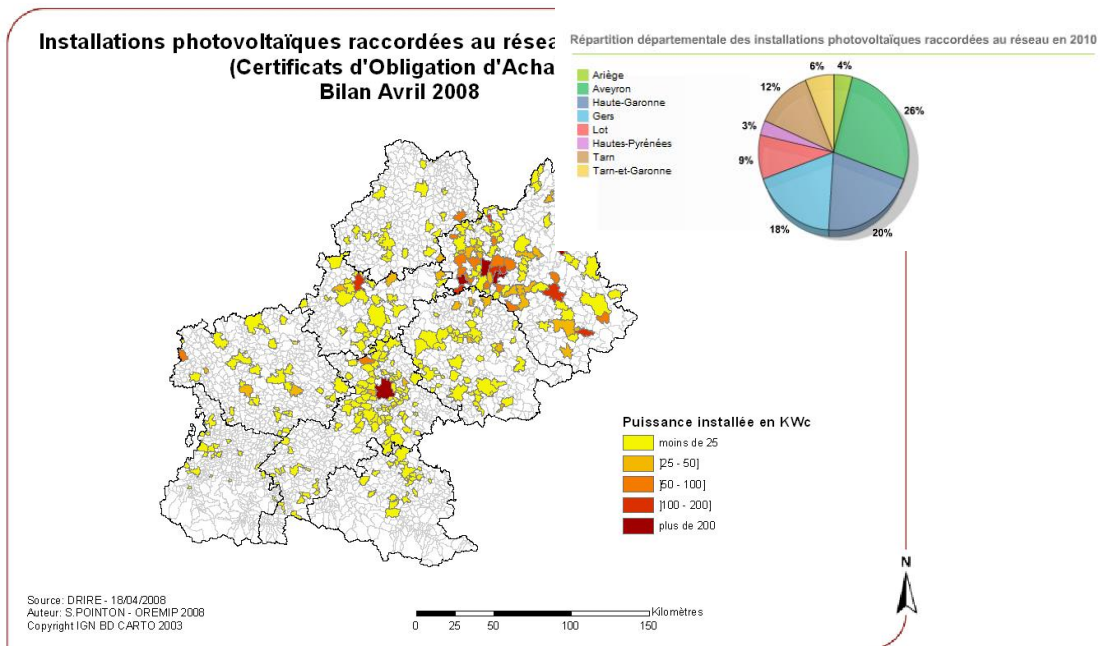 Installations photovoltaïques raccordées au résea
(Certificats d'Obligation d'Acha
Bilan Avril 2008
Répartition départementale des installations photovoltaïques raccordées au réseau en 2010
Ariège
Aveyron
Haute-Garonne
Gers
Lot
Hautes-Pyrénées
Tarn
Tarn-et-Garonne
6%
4%
12%
26%
3%
9%
18%
20%
Puissance installée en KWc
moins de 25
]25 - 50]
]50 - 100]
]100 - 200]
plus de 200
N
Source: DRIRE - 18/04/2008
Auteur: S.POINTON - OREMIP 2008
Copyright IGN BD CARTO 2003
Kilomètres
0 25 50 100 150